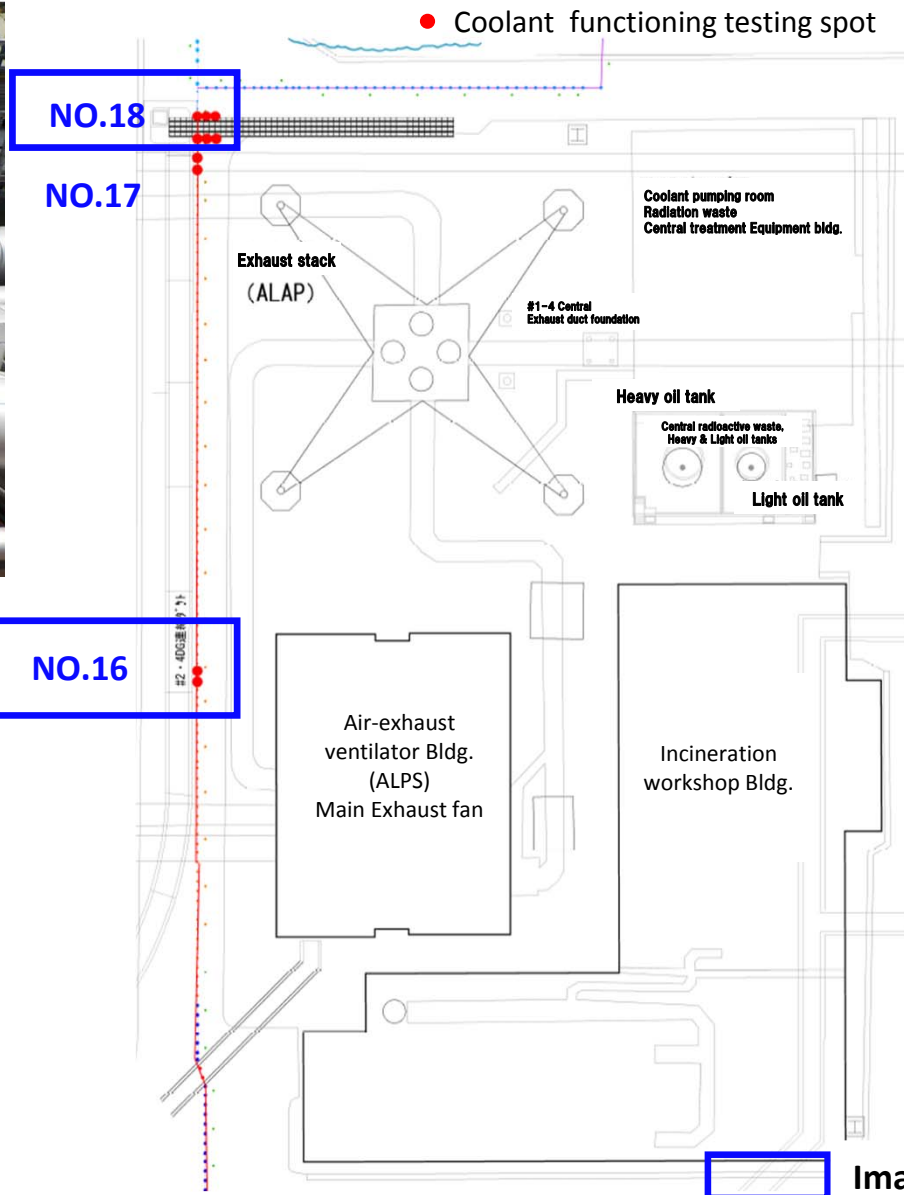 Coolant functioning testing spot
NO.18
NO.17
Coolant pumping room
Radiation waste
Central treatment Equipment bldg.
Exhaust stack
(ALAP)
#1-4 Central
Exhaust duct foundation
Heavy oil tank
Central radioactive waste,
Heavy & Light oil tanks
Light oil tank
NO.16
Air-exhaust
ventilator Bldg.
(ALPS)
Main Exhaust fan
Incineration
workshop Bldg.
Ima